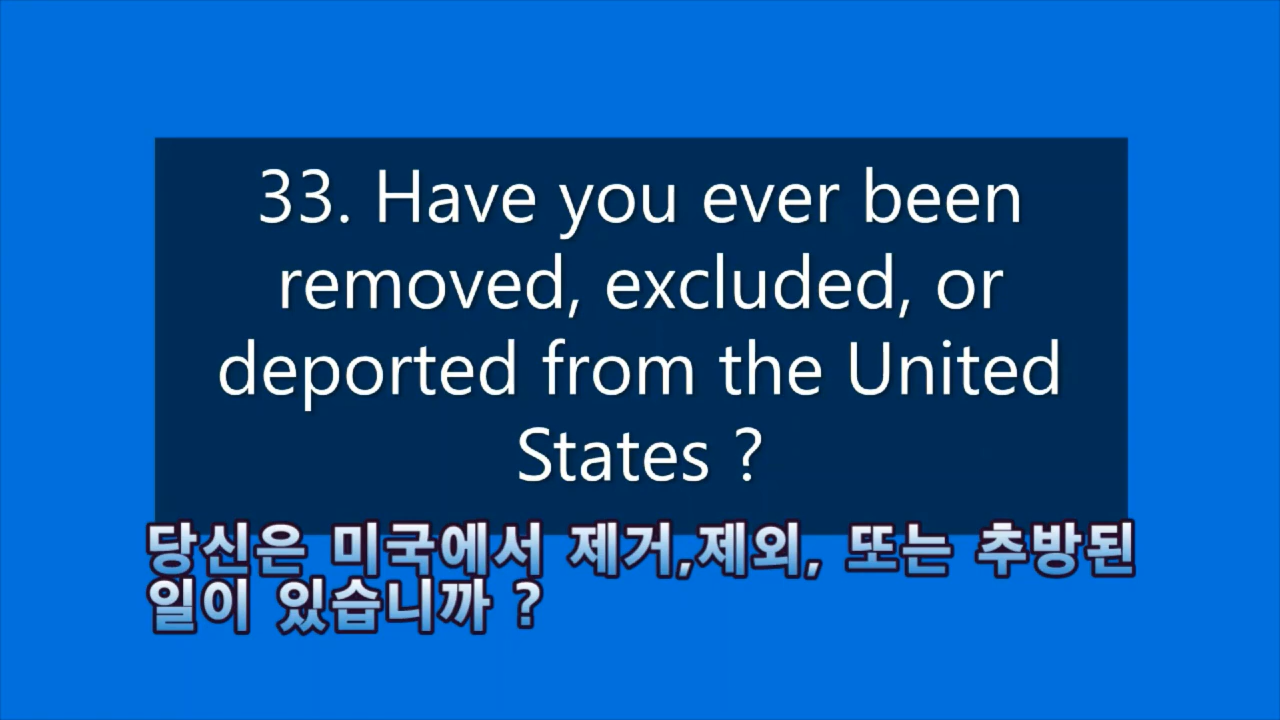 33. Have you ever been
removed, excluded, or
deported from the United
States ?
당신은 미국에서 제거,제외, 또는 추방된
일이 있습니까 ?